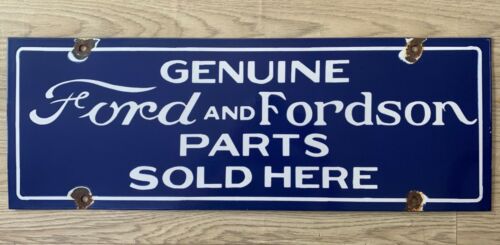 GENUINE
Ford AND Fordson
PARTS
SOLD HERE